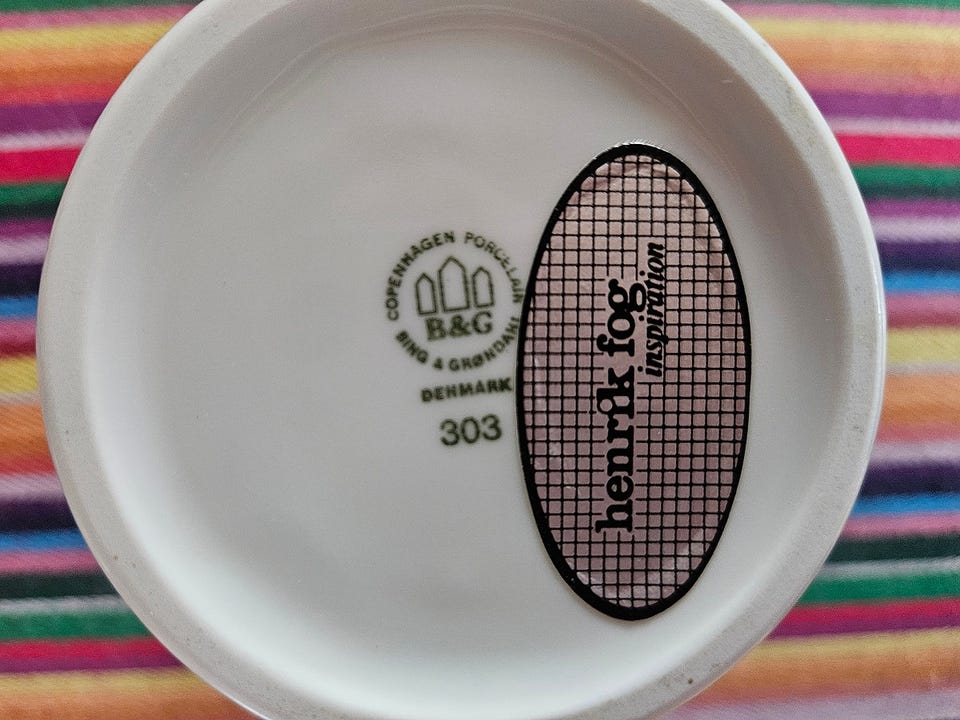 COPENHAGEN PORCELAIN
B&G
BING & GRØNDAHL
DENMARK
303
henrik fog
inspiration